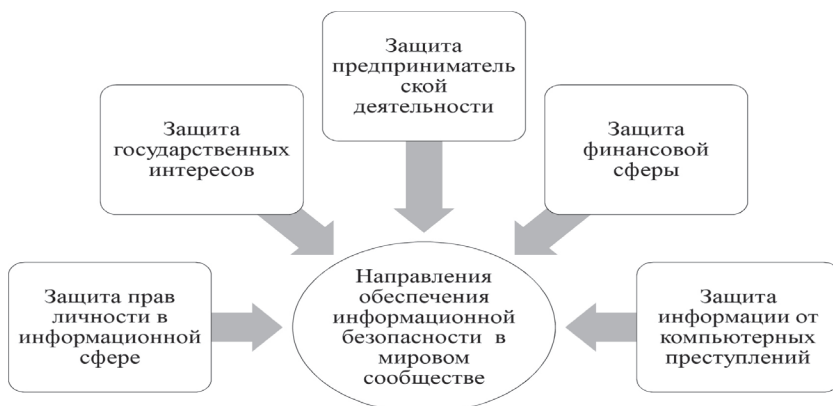 Защита
предприниматель
ской
деятельности
Защита
государственных
интересов
Защита
финансовой
сферы
Защита прав
личности в
информационной
сфере
Направления
обеспечения
информационной
безопасности в
мировом
сообществе
Защита
информации от
компьютерных
преступлений